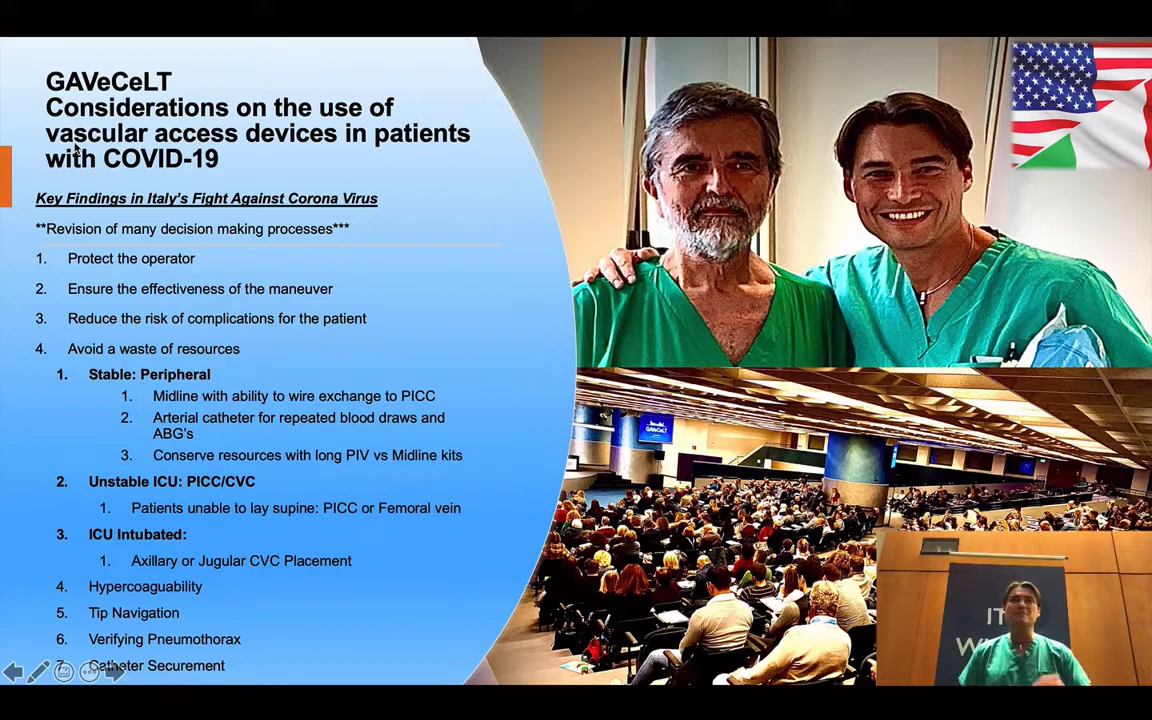 GAVeCeLT
Considerations on the use of
vascular access devices in patients
with COVID-19
Key Findings in Italy's Fight Against Corona Virus
**Revision of many decision making processes***
1. Protect the operator
2. Ensure the effectiveness of the maneuver
3. Reduce the risk of complications for the patient
4. Avoid a waste of resources
1. Stable: Peripheral
1. Midline with ability to wire exchange to PICC
2. Arterial catheter for repeated blood draws and
ABG's
3. Conserve resources with long PIV vs Midline kits
2. Unstable ICU: PICC/CVC
1. Patients unable to lay supine: PICC or Femoral vein
3. ICU Intubated:
1. Axillary or Jugular CVC Placement
4. Hypercoaguability
5. Tip Navigation
6. Verifying Pneumothorax
7. Catheter Securement
GAVeCeLT
IT
W